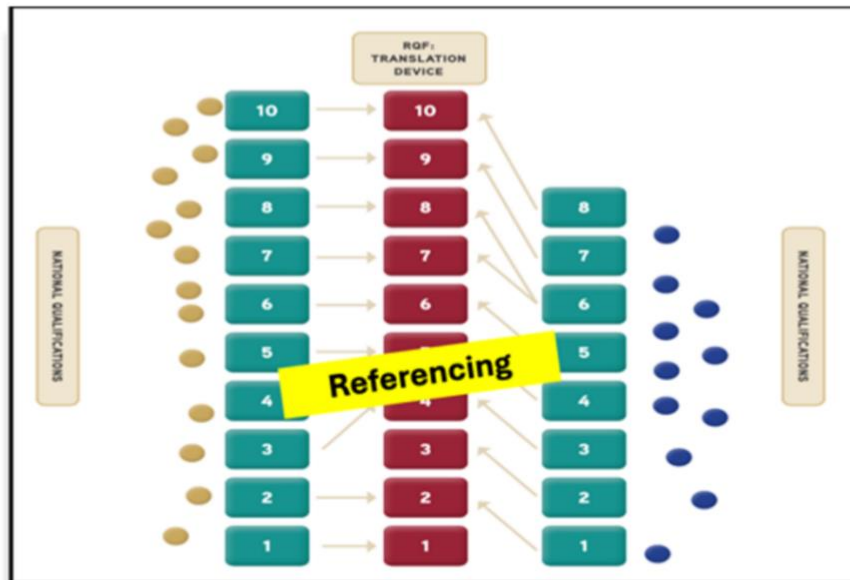 RQF:
TRANSLATION
DEVICE
10 10
9 9
8 8 8
7 7 7
6 6 6
5 5
4 4
3 3 3
2 2 2
1 1 1
NATIONAL QUALIFICATIONS
NATIONAL QUALIFICATIONS
Referencing